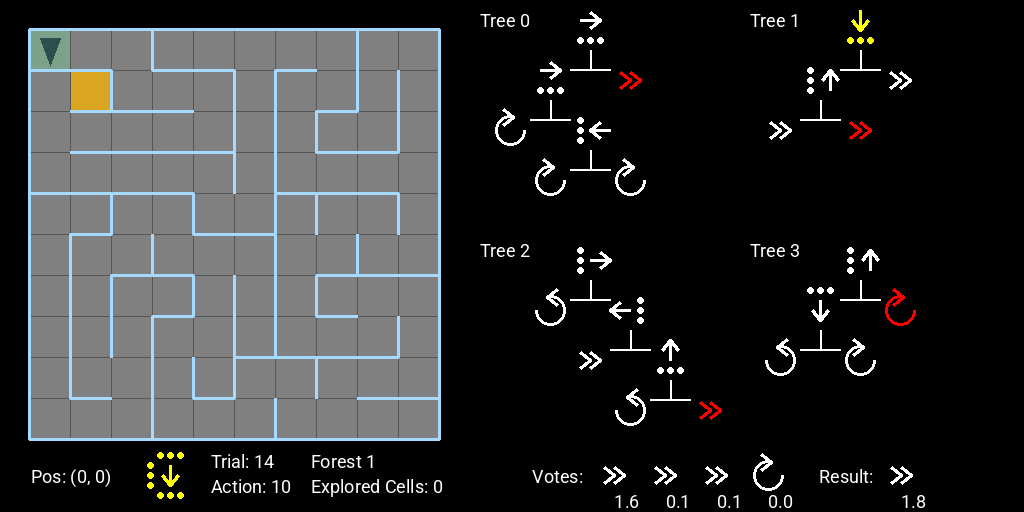 Tree 0
Tree 1
Tree 2
Tree 3
Pos: (0, 0)
Trial: 14
Forest 1
Action: 10
Explored Cells: 0
Votes:
1.6
0.1
0.1
0.0
Result:
1.8